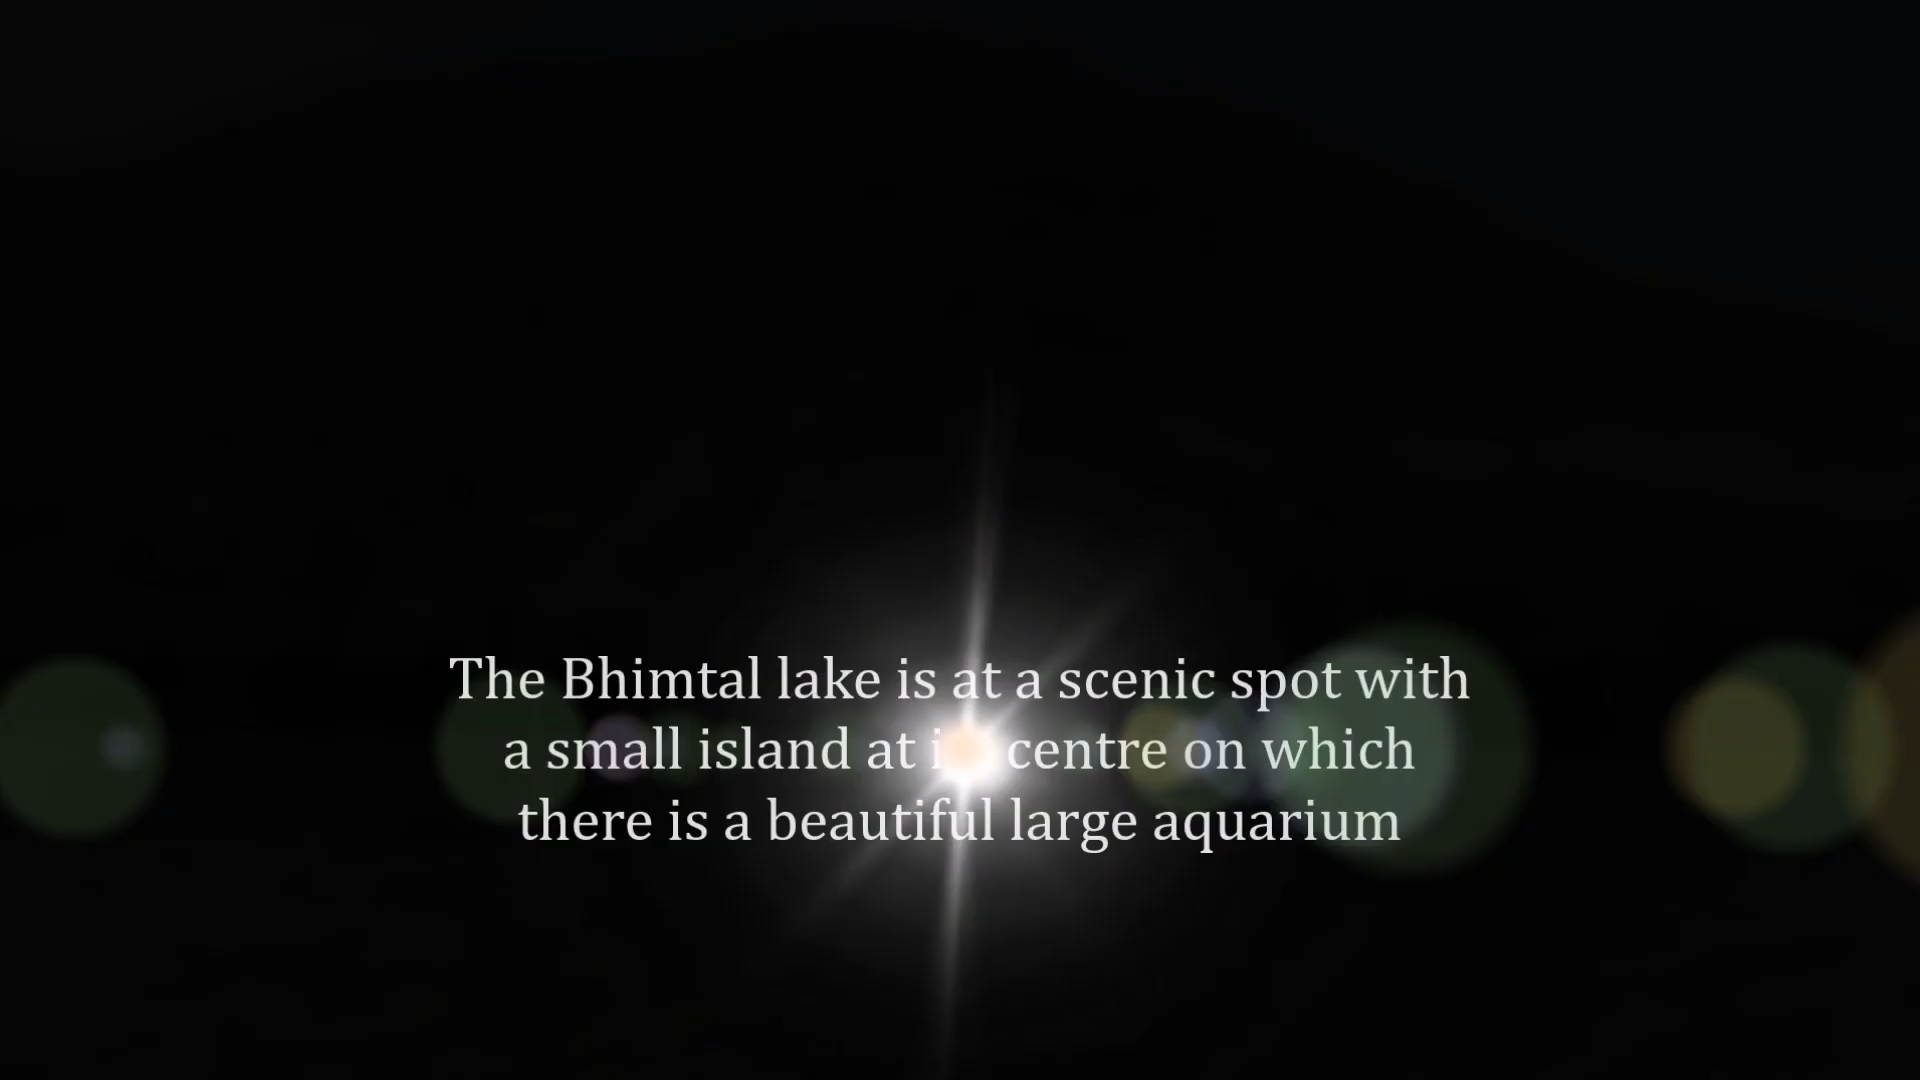 The Bhimtal lake is at a scenic spot with
a small island at centre on which
there is a beautiful large aquarium